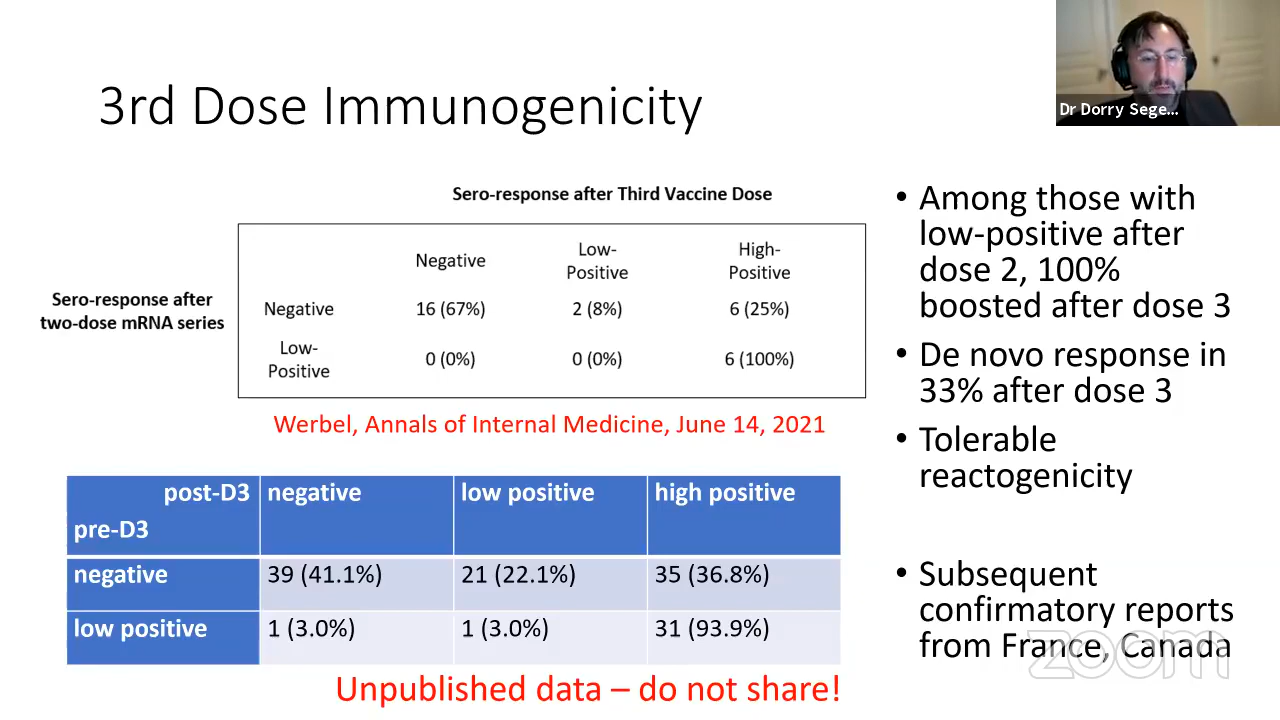 Dr Dorry Sege...
3rd Dose Immunogenicity
Sero-response after Third Vaccine Dose
Negative
Low-
Positive
High-
Positive
Sero-response after
two-dose mRNA series
Negative
16 (67%)
2 (8%)
6 (25%)
Low-
Positive
0 (0%)
0 (0%)
6 (100%)
Werbel, Annals of Internal Medicine, June 14, 2021
post-D3
pre-D3
negative
low positive
high positive
negative
39 (41.1%)
21 (22.1%)
35 (36.8%)
low positive
1 (3.0%)
1 (3.0%)
31 (93.9%)
Unpublished data – do not share!
• Among those with
low-positive after
dose 2, 100%
boosted after dose 3
• De novo response in
33% after dose 3
• Tolerable
reactogenicity
• Subsequent
confirmatory reports
from France, Canada
zoom